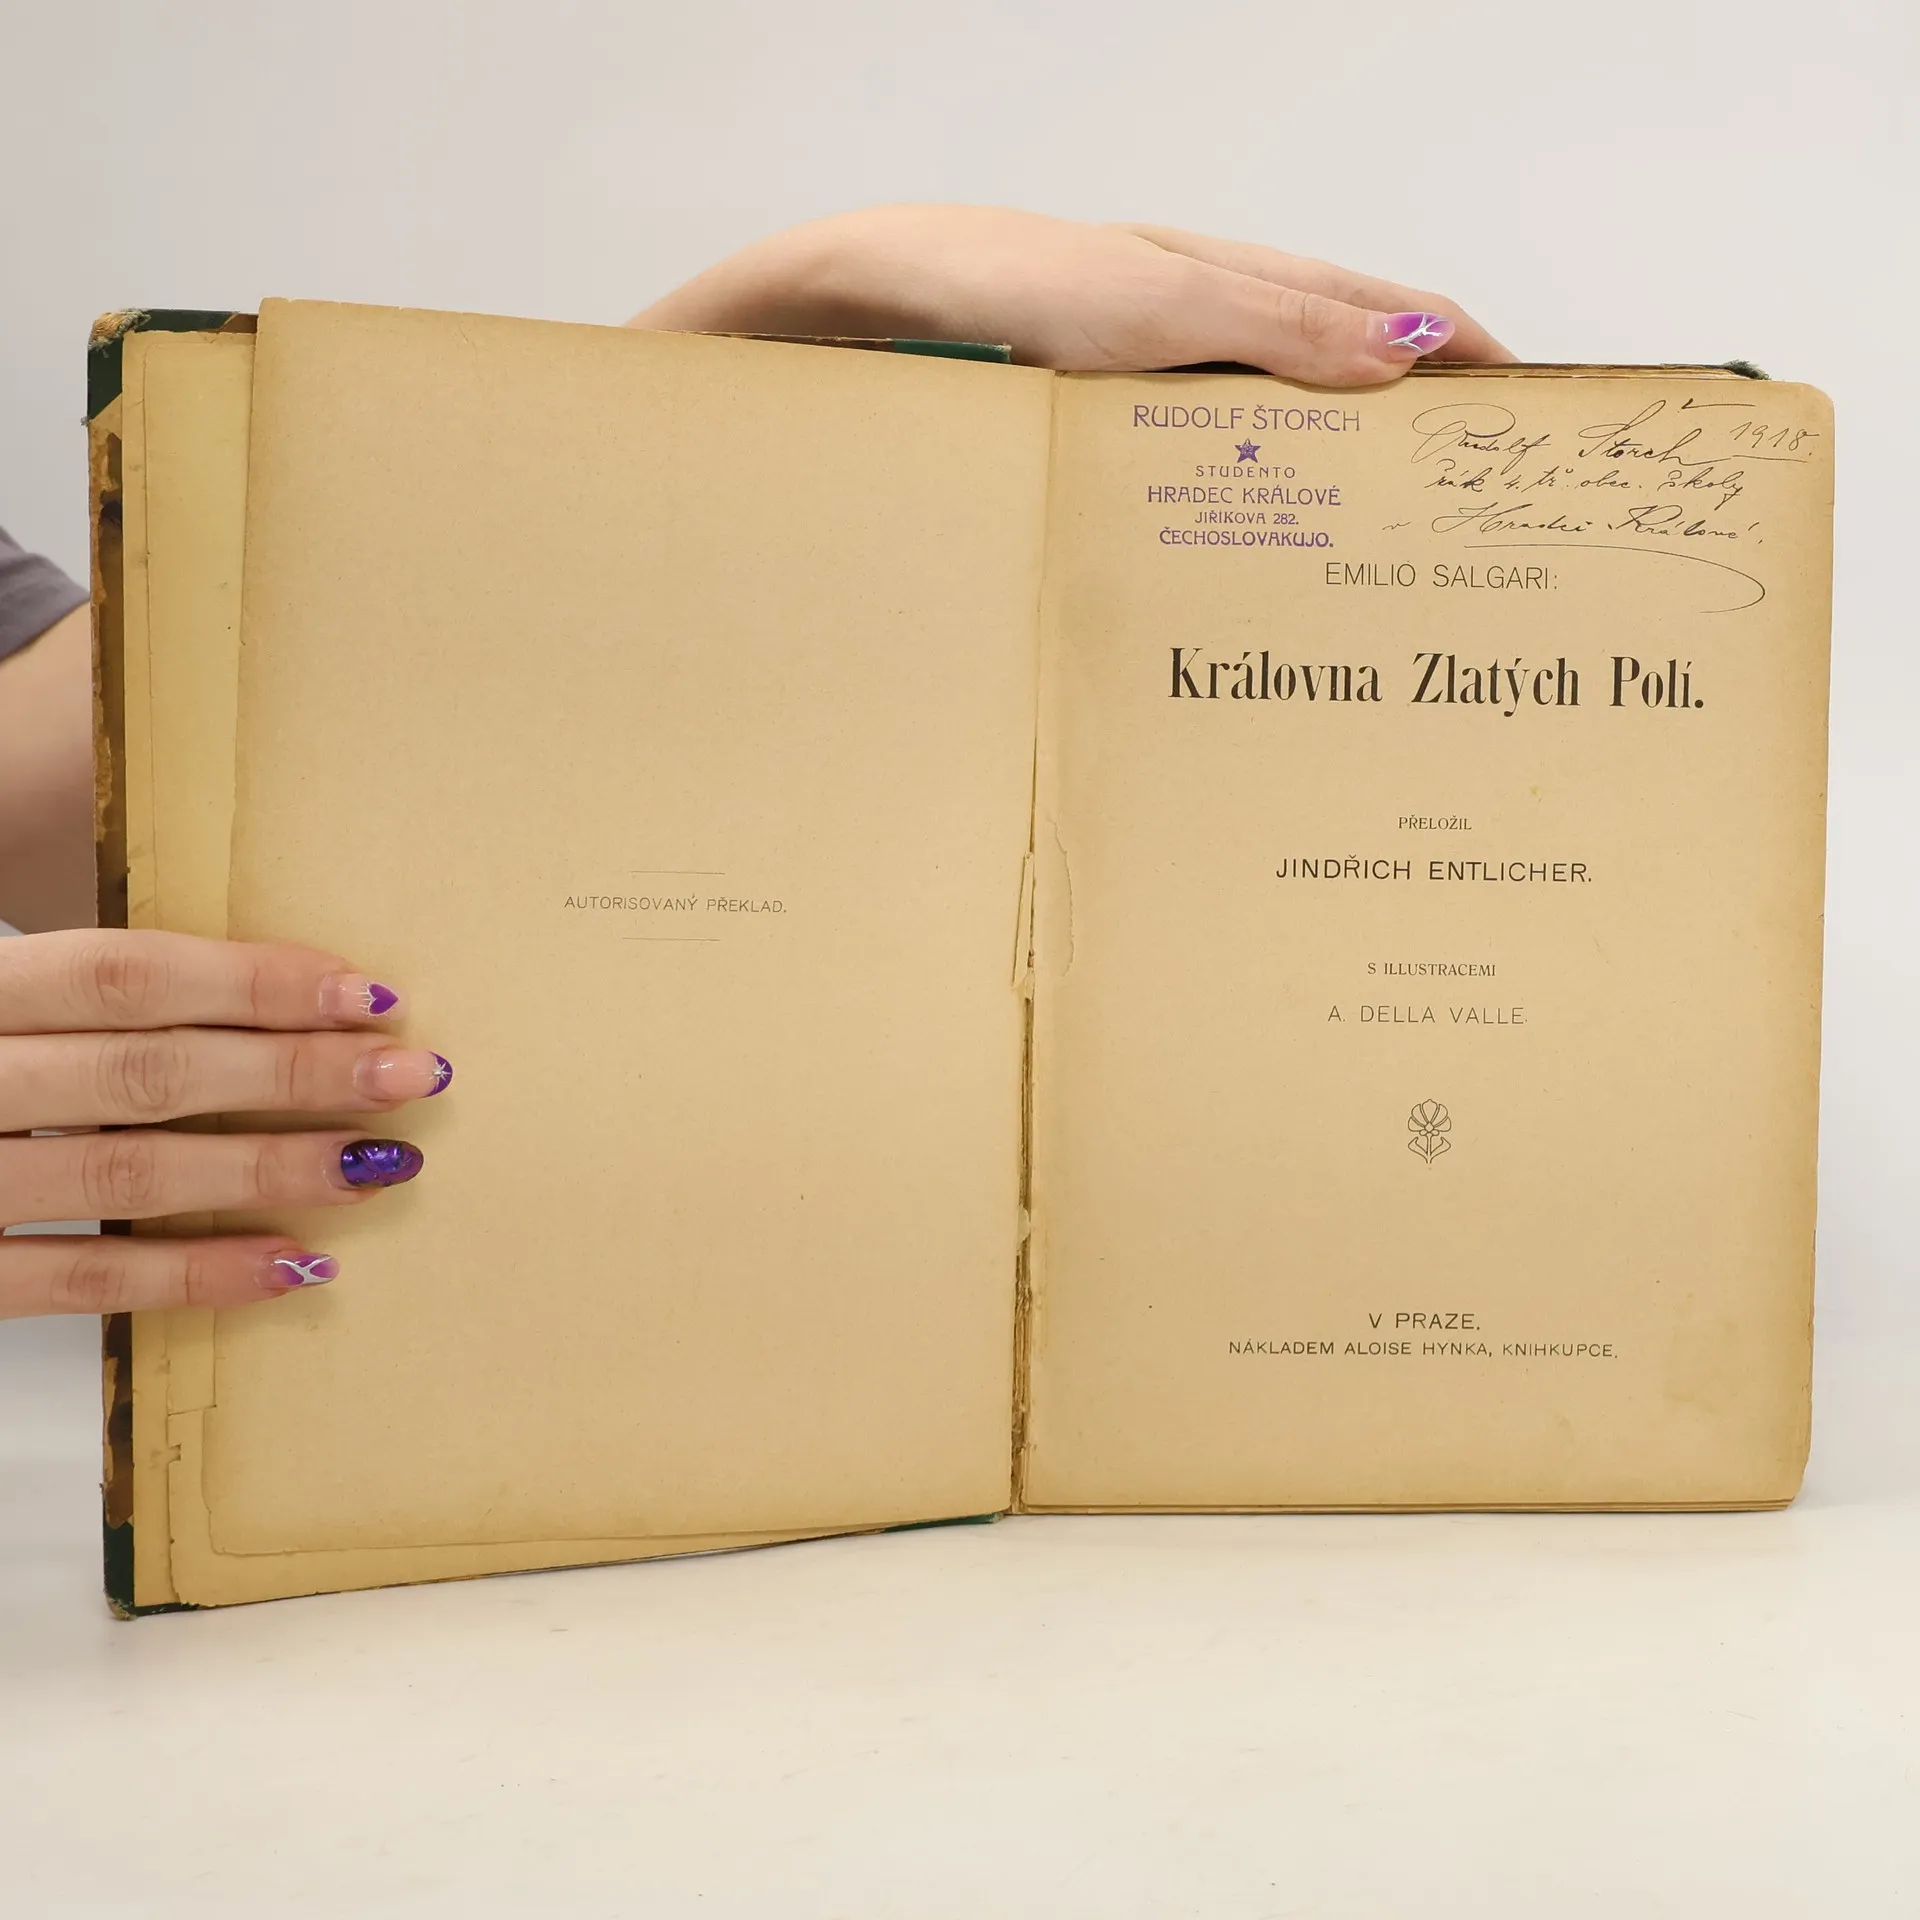 AUTORISOVANÝ PŘEKLAD.
RUDOLF ŠTORCH
STUDENTO
HRADEC KRÁLOVÉ
JIŘIKOVA 282.
ČECHOSLOVAKUJO.
Rudolf Štorch 1918.
žák 4. tř. obec. školy
v Hradci Králové.
EMILIO SALGARI:
Královna Zlatých Polí.
PŘELOŽIL
JINDŘICH ENTLICHER.
S ILLUSTRACEMI
A. DELLA VALLE.
V PRAZE.
NÁKLADEM ALOISE HYNKA, KNIHKUPCE.